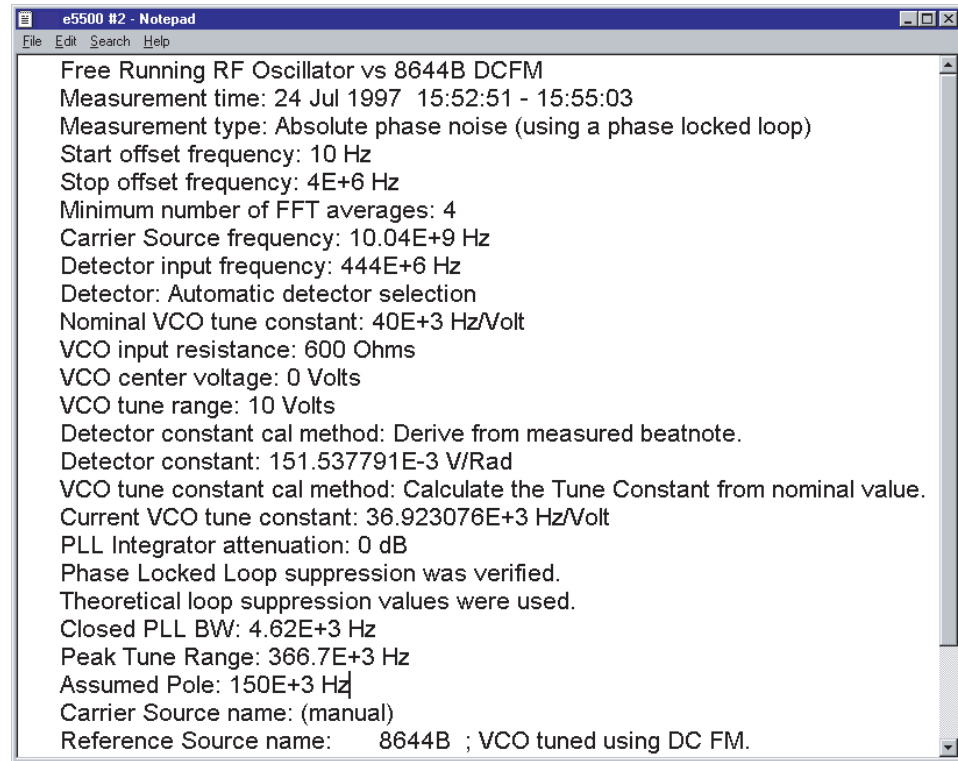 e5500 #2 - Notepad
File Edit Search Help
Free Running RF Oscillator vs 8644B DCFM
Measurement time: 24 Jul 1997 15:52:51 - 15:55:03
Measurement type: Absolute phase noise (using a phase locked loop)
Start offset frequency: 10 Hz
Stop offset frequency: 4E+6 Hz
Minimum number of FFT averages: 4
Carrier Source frequency: 10.04E+9 Hz
Detector input frequency: 444E+6 Hz
Detector: Automatic detector selection
Nominal VCO tune constant: 40E+3 Hz/Volt
VCO input resistance: 600 Ohms
VCO center voltage: 0 Volts
VCO tune range: 10 Volts
Detector constant cal method: Derive from measured beatnote.
Detector constant: 151.537791E-3 V/Rad
VCO tune constant cal method: Calculate the Tune Constant from nominal value.
Current VCO tune constant: 36.923076E+3 Hz/Volt
PLL Integrator attenuation: 0 dB
Phase Locked Loop suppression was verified.
Theoretical loop suppression values were used.
Closed PLL BW: 4.62E+3 Hz
Peak Tune Range: 366.7E+3 Hz
Assumed Pole: 150E+3 Hz
Carrier Source name: (manual)
Reference Source name: 8644B ; VCO tuned using DC FM.